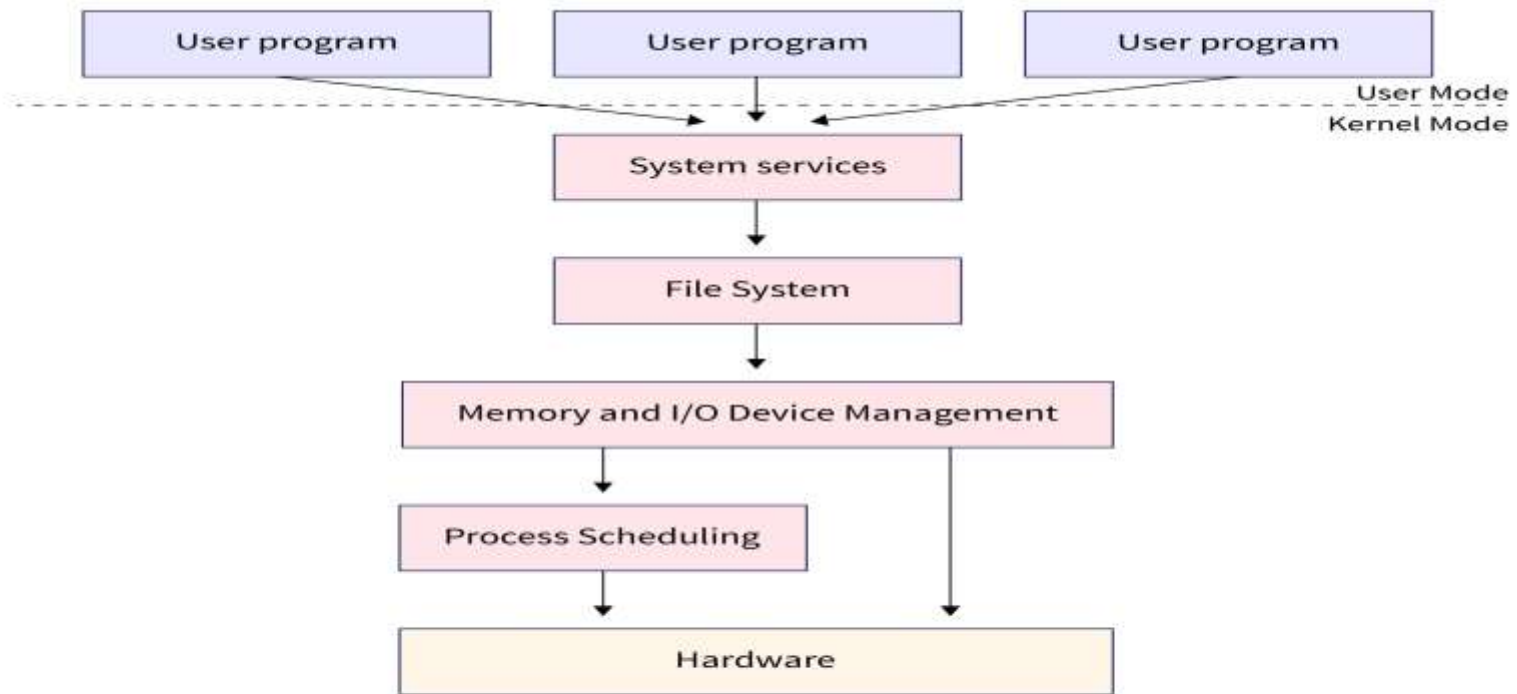 User program
User program
User program
User Mode
Kernel Mode
System services
File System
Memory and I/O Device Management
Process Scheduling
Hardware